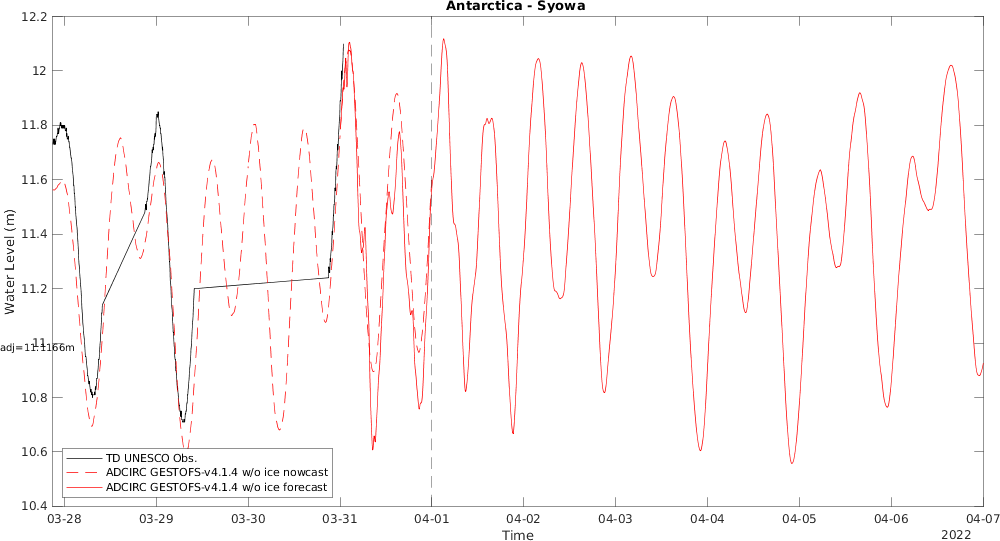 Antarctica - Syowa
12.2
12
11.8
11.6
11.4
11.2
11.1
adj=11.1166m
10.8
10.6
10.4
Water Level (m)
TD UNESCO Obs.
ADCIRC GESTOFS-v4.1.4 w/o ice nowcast
ADCIRC GESTOFS-v4.1.4 w/o ice forecast
03-28 03-29 03-30 03-31 04-01 04-02 04-03 04-04 04-05 04-06 04-07
Time
2022